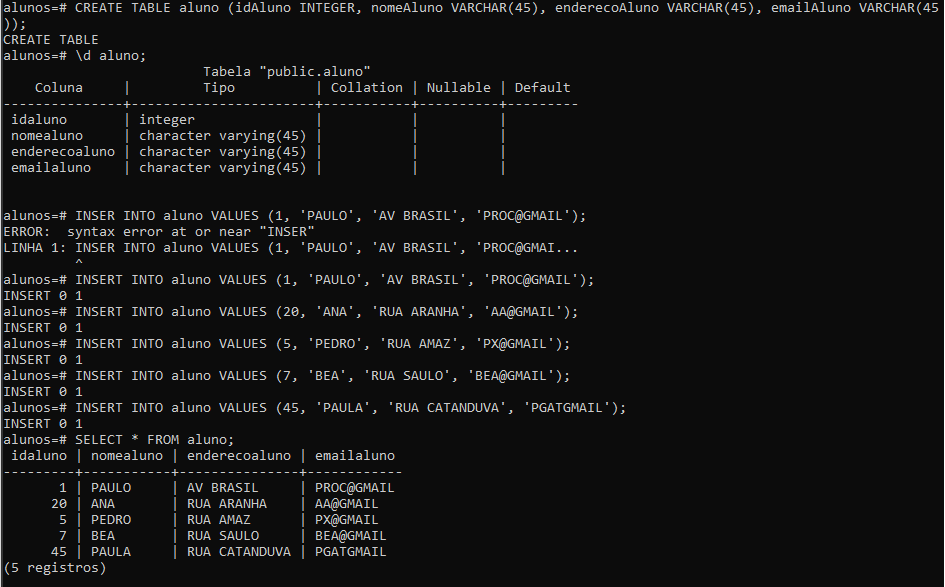 alunos=# CREATE TABLE aluno (idAluno INTEGER, nomeAluno VARCHAR(45), enderecoAluno VARCHAR(45), emailAluno VARCHAR(45
));
CREATE TABLE
alunos=# \d aluno;
                         Tabela "public.aluno"
    Coluna     |         Tipo          | Collation | Nullable | Default
---------------+-----------------------+-----------+----------+---------
 idaluno       | integer               |           |          |
 nomealuno     | character varying(45) |           |          |
 enderecoaluno | character varying(45) |           |          |
 emailaluno    | character varying(45) |           |          |
alunos=# INSER INTO aluno VALUES (1, 'PAULO', 'AV BRASIL', 'PROC@GMAIL');
ERROR:  syntax error at or near "INSER"
LINHA 1: INSER INTO aluno VALUES (1, 'PAULO', 'AV BRASIL', 'PROC@GMAI...
         ^
alunos=# INSERT INTO aluno VALUES (1, 'PAULO', 'AV BRASIL', 'PROC@GMAIL');
INSERT 0 1
alunos=# INSERT INTO aluno VALUES (20, 'ANA', 'RUA ARANHA', 'AA@GMAIL');
INSERT 0 1
alunos=# INSERT INTO aluno VALUES (5, 'PEDRO', 'RUA AMAZ', 'PX@GMAIL');
INSERT 0 1
alunos=# INSERT INTO aluno VALUES (7, 'BEA', 'RUA SAULO', 'BEA@GMAIL');
INSERT 0 1
alunos=# INSERT INTO aluno VALUES (45, 'PAULA', 'RUA CATANDUVA', 'PGATGMAIL');
INSERT 0 1
alunos=# SELECT * FROM aluno;
 idaluno | nomealuno | enderecoaluno | emailaluno
---------+-----------+---------------+------------
       1 | PAULO     | AV BRASIL     | PROC@GMAIL
      20 | ANA       | RUA ARANHA    | AA@GMAIL
       5 | PEDRO     | RUA AMAZ      | PX@GMAIL
       7 | BEA       | RUA SAULO     | BEA@GMAIL
      45 | PAULA     | RUA CATANDUVA | PGATGMAIL
(5 registros)